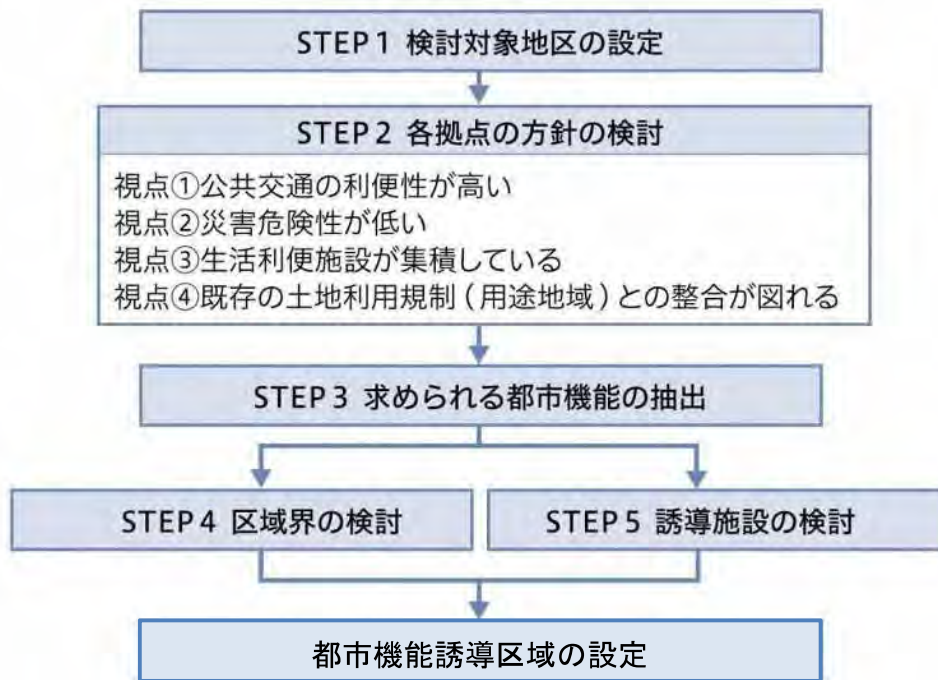 STEP1 検討対象地区の設定
STEP2 各拠点の方針の検討
視点①公共交通の利便性が高い
視点②災害危険性が低い
視点③生活利便施設が集積している
視点④既存の土地利用規制(用途地域)との整合が図れる
STEP3 求められる都市機能の抽出
STEP4 区域界の検討
STEP5 誘導施設の検討
都市機能誘導区域の設定